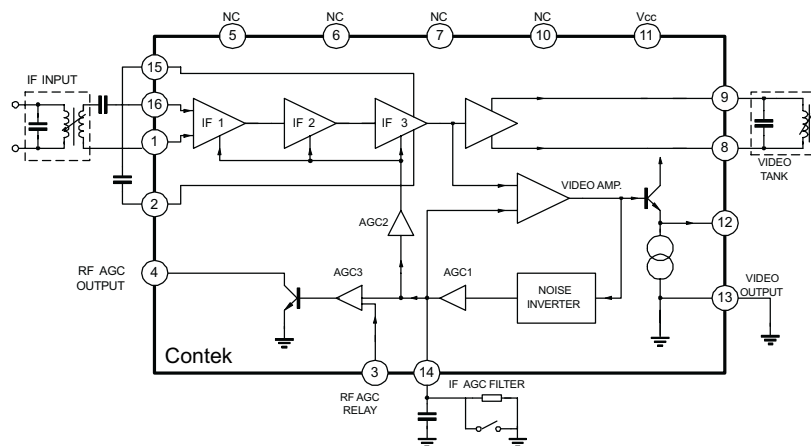 NC
NC
NC
NC
Vcc
5
6
7
10
11
IF INPUT
15
16
1
2
IF 1
IF 2
IF 3
9
8
VIDEO
TANK
VIDEO AMP.
12
AGC2
RF AGC
OUTPUT
4
AGC3
AGC1
NOISE
INVERTER
VIDEO
OUTPUT
13
Contek
3
14
RF AGC
RELAY
IF AGC FILTER